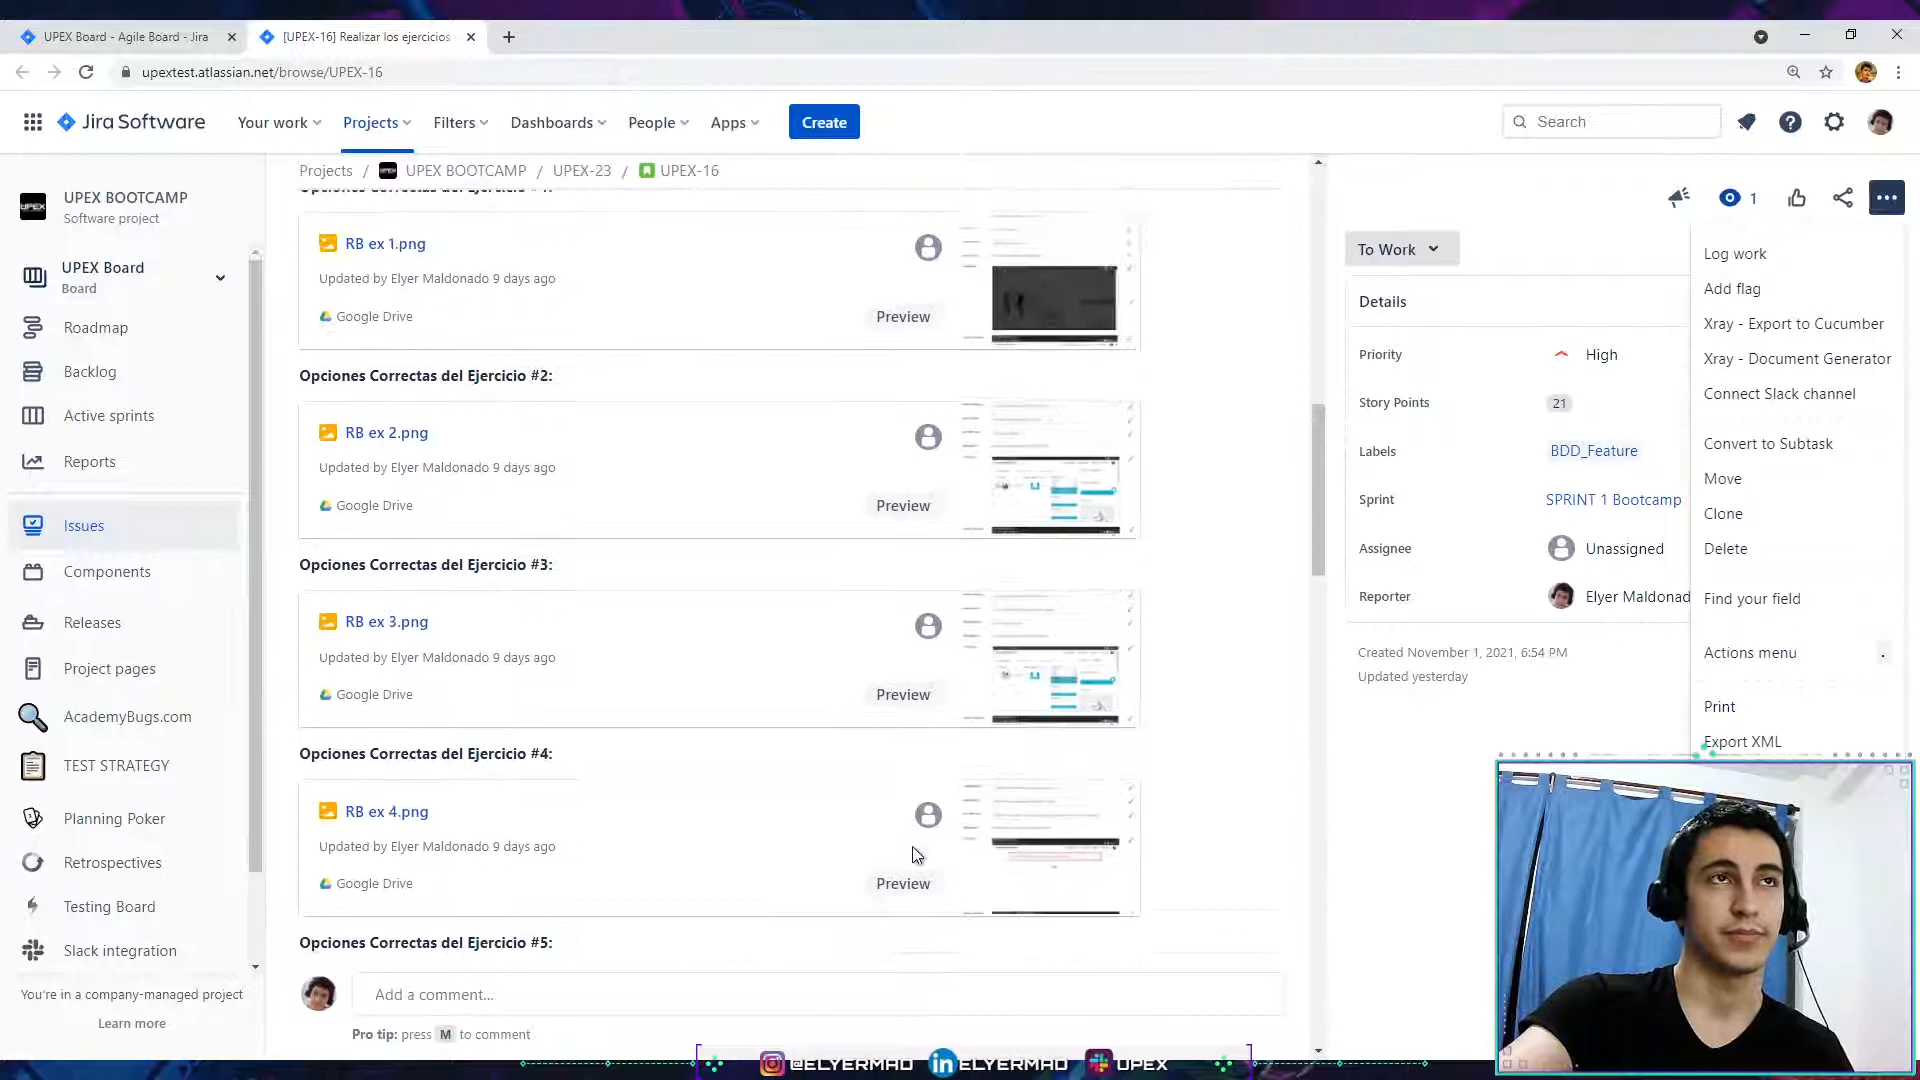 UPEX Board - Agile Board - Jira
[UPEX-16] Realizar los ejercicios
upextest.atlassian.net/browse/UPEX-16
Jira Software
Your work
Projects
Filters
Dashboards
People
Apps
Create
Search
UPEX BOOTCAMP
Software project
UPEX Board
Board
Roadmap
Backlog
Active sprints
Reports
Issues
Components
Releases
Project pages
AcademyBugs.com
TEST STRATEGY
Planning Poker
Retrospectives
Testing Board
Slack integration
You're in a company-managed project
Learn more
Projects / UPEX BOOTCAMP / UPEX-23 / UPEX-16
RB ex 1.png
Updated by Elyer Maldonado 9 days ago
Google Drive
Preview
Opciones Correctas del Ejercicio #2:
RB ex 2.png
Updated by Elyer Maldonado 9 days ago
Google Drive
Preview
Opciones Correctas del Ejercicio #3:
RB ex 3.png
Updated by Elyer Maldonado 9 days ago
Google Drive
Preview
Opciones Correctas del Ejercicio #4:
RB ex 4.png
Updated by Elyer Maldonado 9 days ago
Google Drive
Preview
Opciones Correctas del Ejercicio #5:
Add a comment...
Pro tip: press M to comment
1
To Work
Details
Priority
High
Story Points
21
Labels
BDD_Feature
Sprint
SPRINT 1 Bootcamp
Assignee
Unassigned
Reporter
Elyer Maldonad
Created November 1, 2021, 6:54 PM
Updated yesterday
Log work
Add flag
Xray - Export to Cucumber
Xray - Document Generator
Connect Slack channel
Convert to Subtask
Move
Clone
Delete
Find your field
Actions menu
.
Print
Export XML
@ELYERMAD
ELYERMAD
UPEX